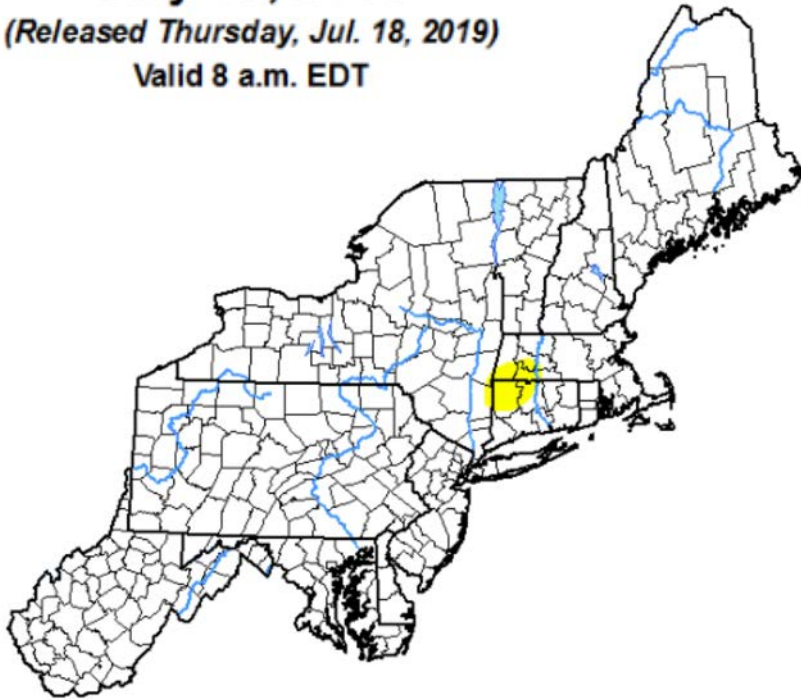 (Released Thursday, Jul. 18, 2019)
Valid 8 a.m. EDT